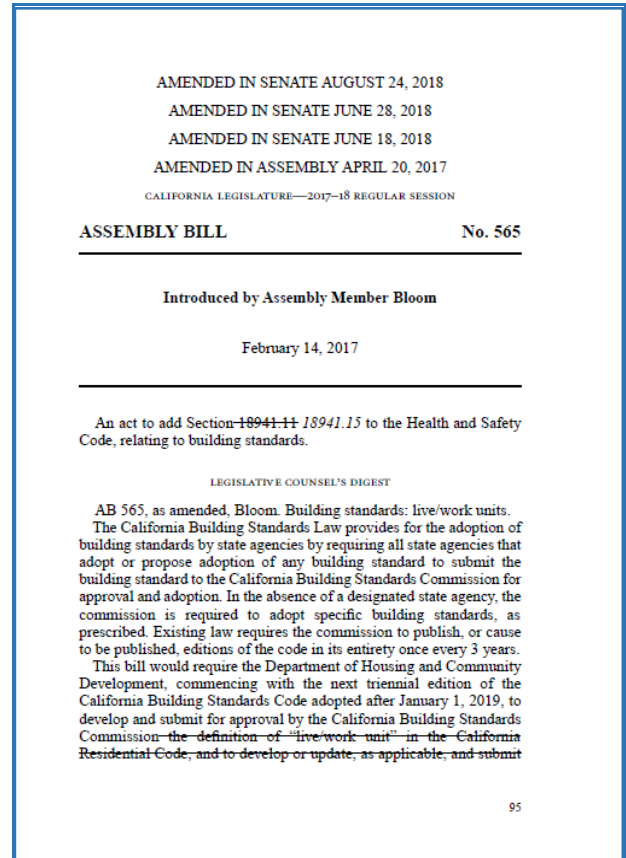 AMENDED IN SENATE AUGUST 24, 2018
AMENDED IN SENATE JUNE 28, 2018
AMENDED IN SENATE JUNE 18, 2018
AMENDED IN ASSEMBLY APRIL 20, 2017
CALIFORNIA LEGISLATURE—2017–18 REGULAR SESSION
ASSEMBLY BILL No. 565
Introduced by Assembly Member Bloom
February 14, 2017
An act to add Section 18941.11 18941.15 to the Health and Safety
Code, relating to building standards.
LEGISLATIVE COUNSEL'S DIGEST
AB 565, as amended, Bloom. Building standards: live/work units.
The California Building Standards Law provides for the adoption of
building standards by state agencies by requiring all state agencies that
adopt or propose adoption of any building standard to submit the
building standard to the California Building Standards Commission for
approval and adoption. In the absence of a designated state agency, the
commission is required to adopt specific building standards, as
prescribed. Existing law requires the commission to publish, or cause
to be published, editions of the code in its entirety once every 3 years.
This bill would require the Department of Housing and Community
Development, commencing with the next triennial edition of the
California Building Standards Code adopted after January 1, 2019, to
develop and submit for approval by the California Building Standards
Commission the definition of “live/work unit” in the California
Residential Code, and to develop or update, as applicable, and submit
95